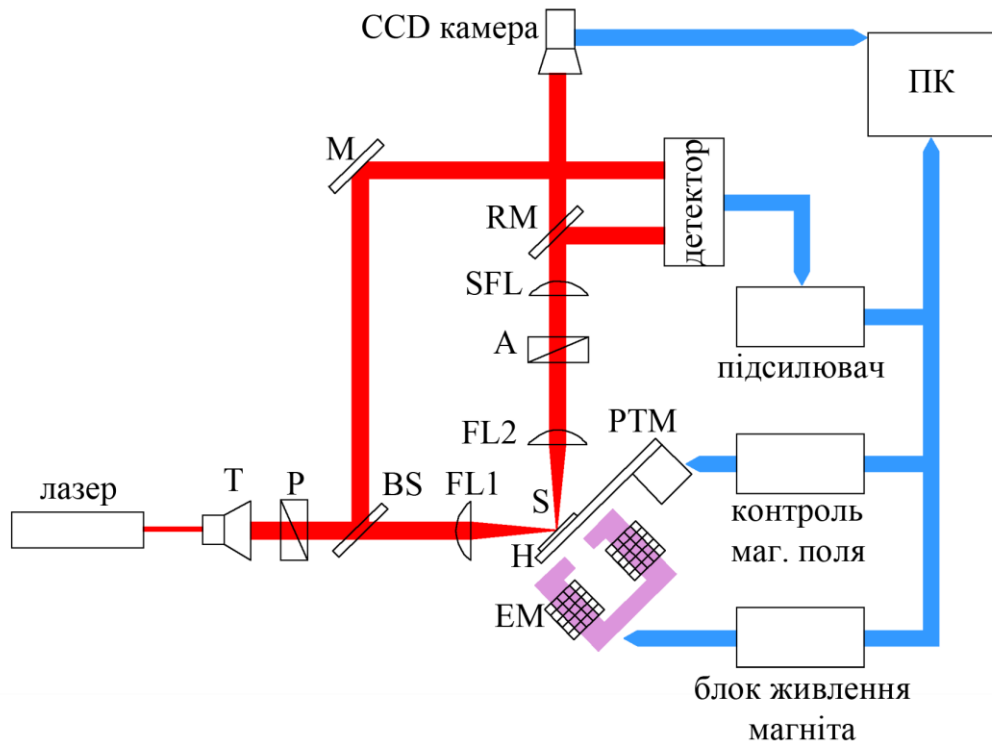 CCD камера
ПК
M
RM
детектор
SFL
A
підсилювач
FL2
PTM
лазер
T
P
BS
FL1
S
H
контроль
маг. поля
EM
блок живлення
магніта